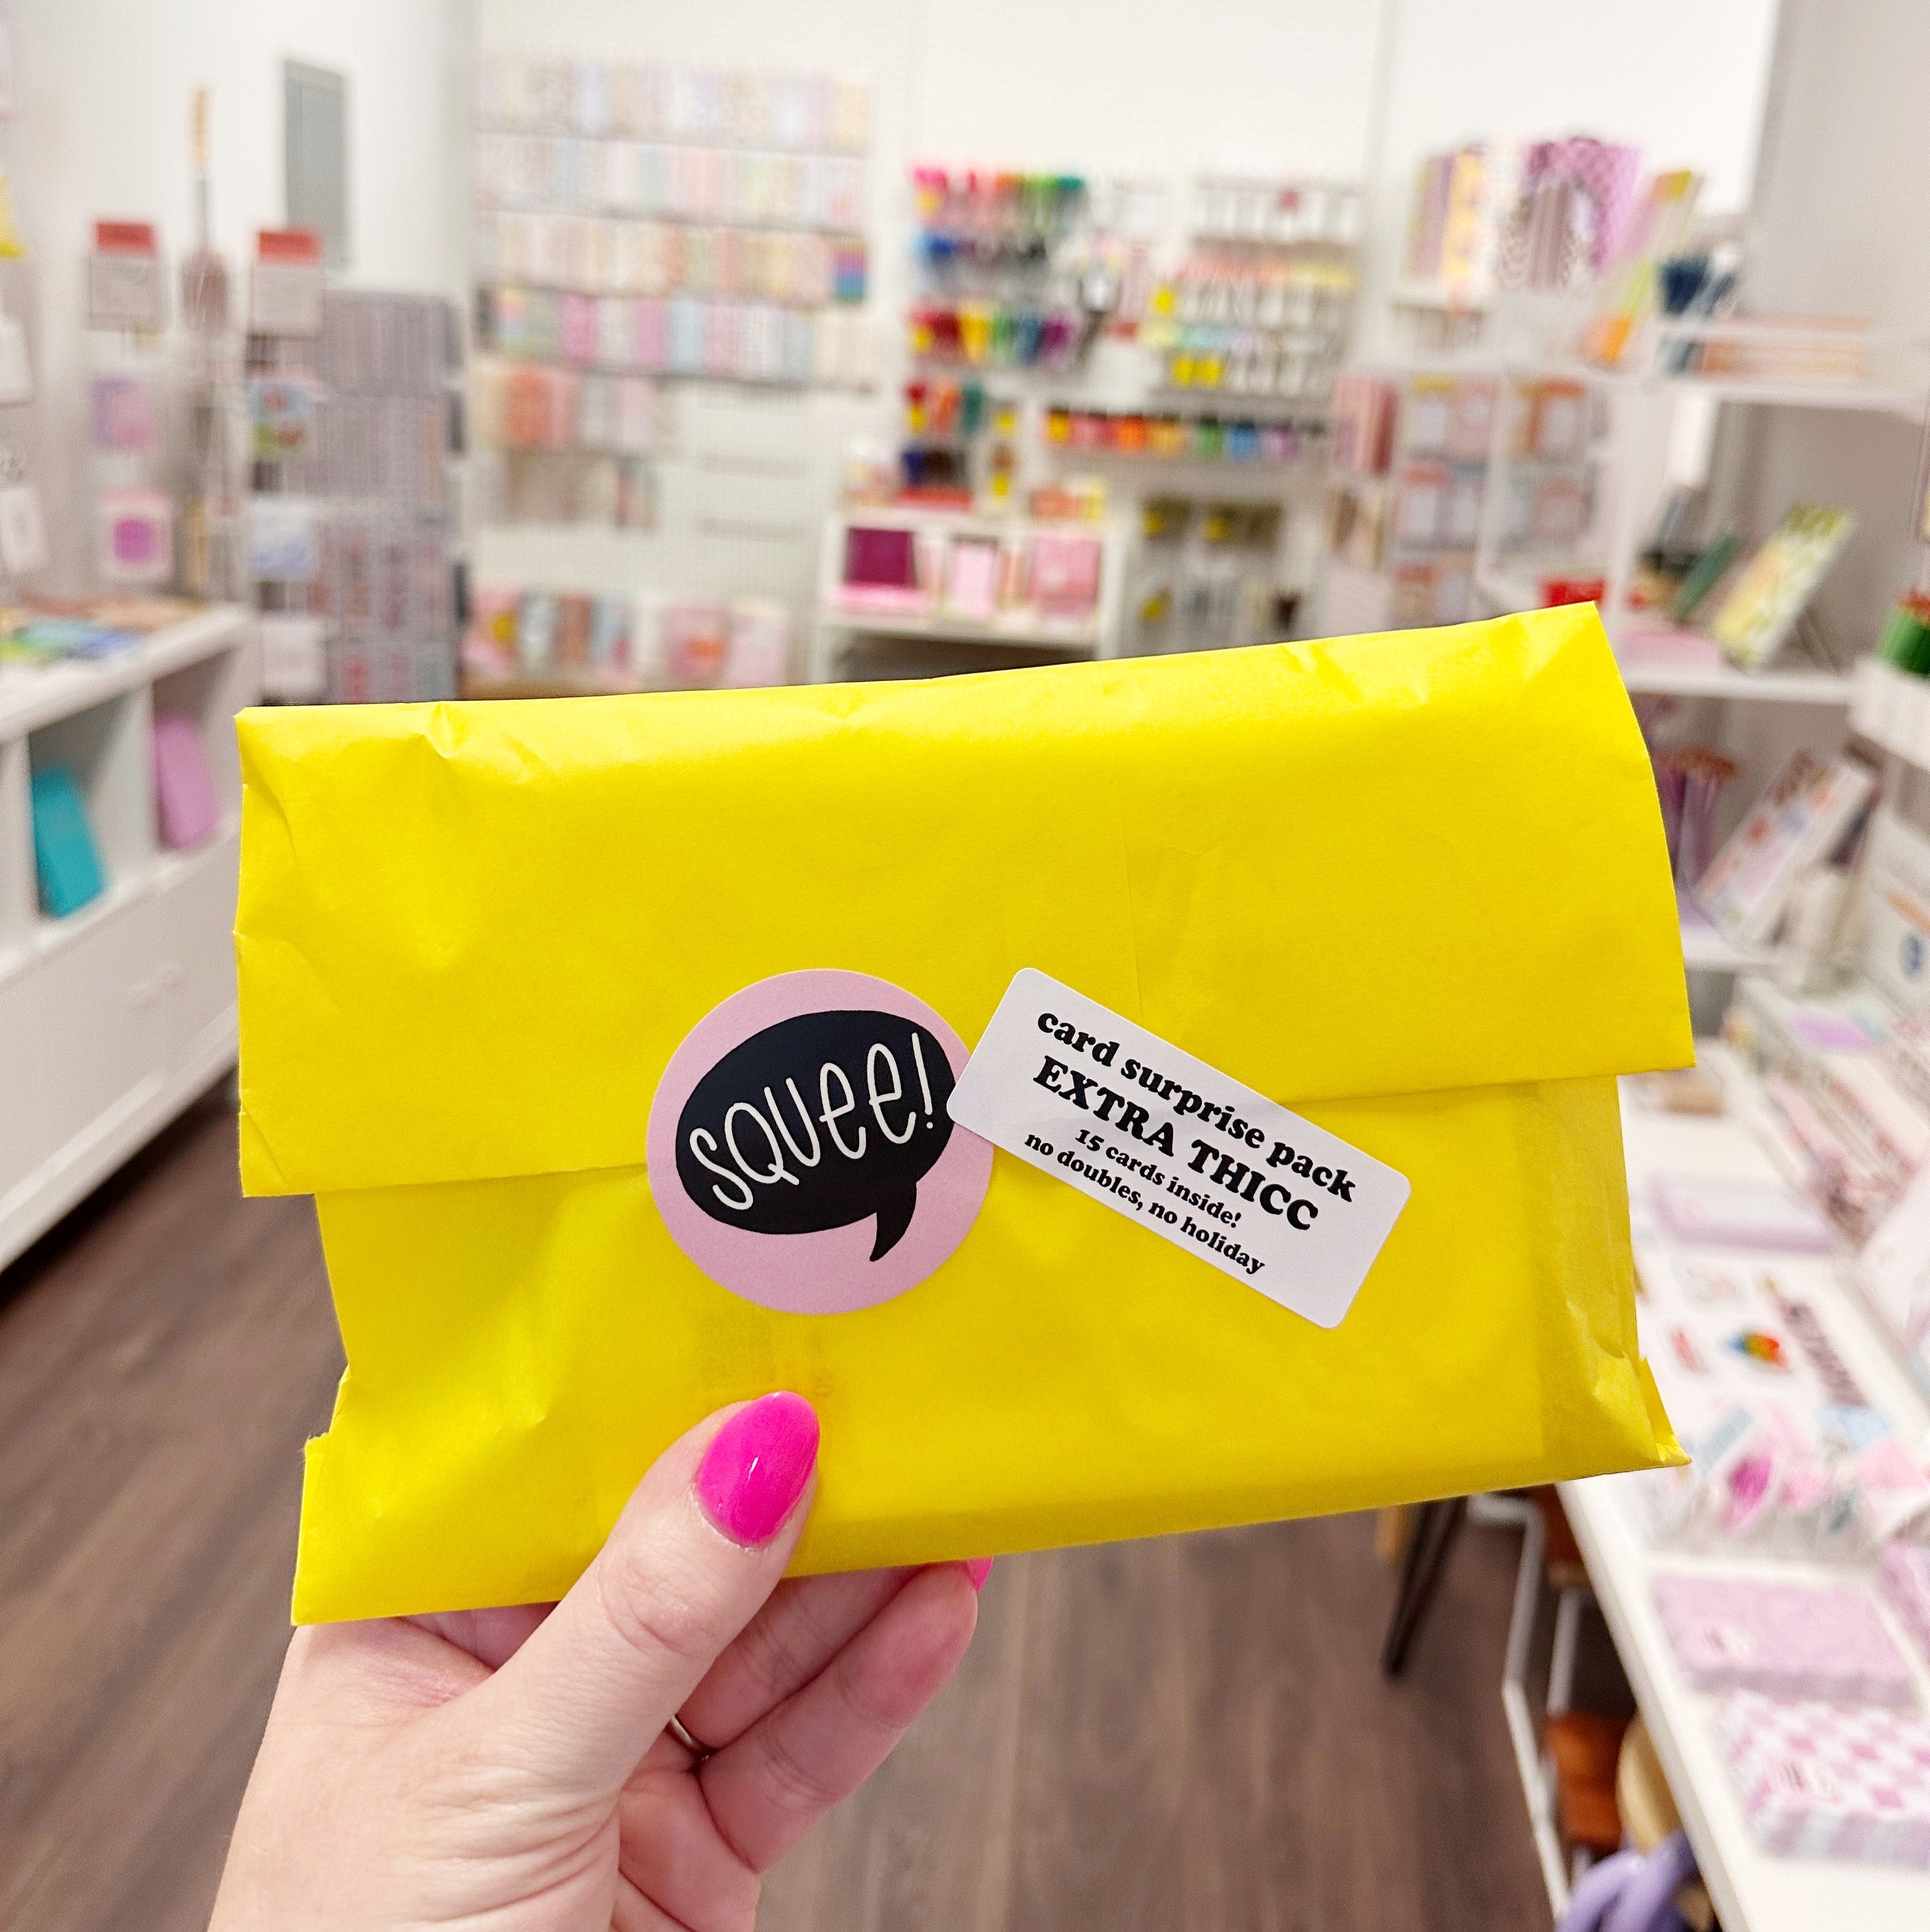 SQUEE!
card surprise pack
EXTRA THICC
15 cards inside!
no doubles, no holiday